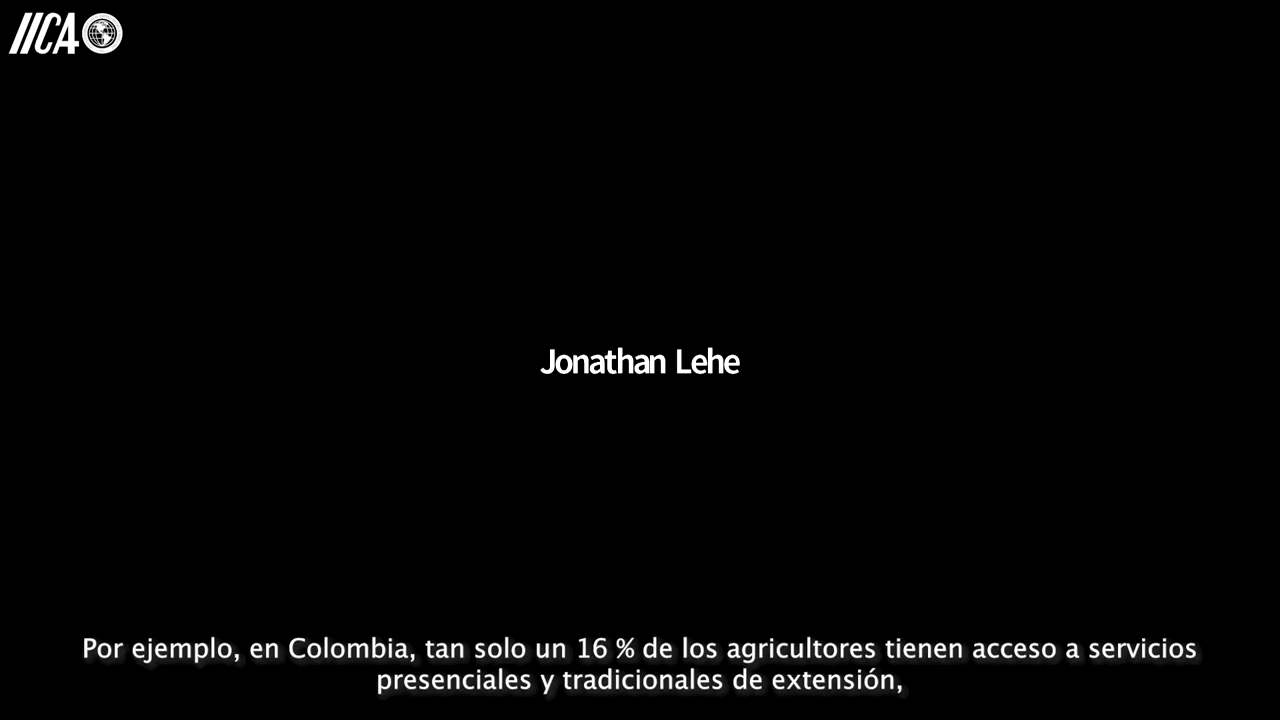 IICA
Jonathan Lehe
Por ejemplo, en Colombia, tan solo un 16 % de los agricultores tienen acceso a servicios
presenciales y tradicionales de extensión,